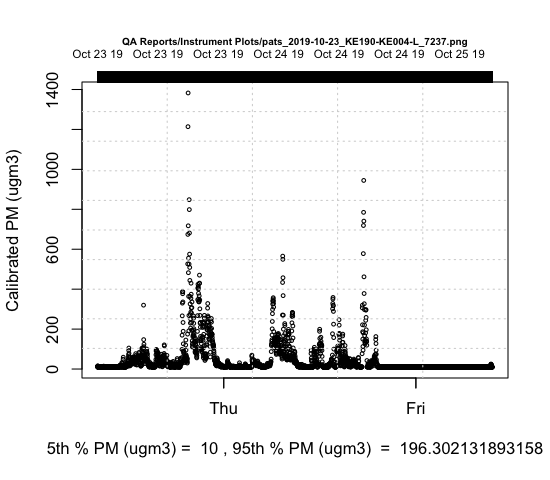 QA Reports/Instrument Plots/pats_2019-10-23_KE190-KE004-L_7237.png
Oct 23 19 Oct 23 19 Oct 23 19 Oct 24 19 Oct 24 19 Oct 24 19 Oct 25 19
Calibrated PM (ugm3)
1400
1000
600
200
0
Thu Fri
5th % PM (ugm3) = 10 , 95th % PM (ugm3) = 196.302131893158